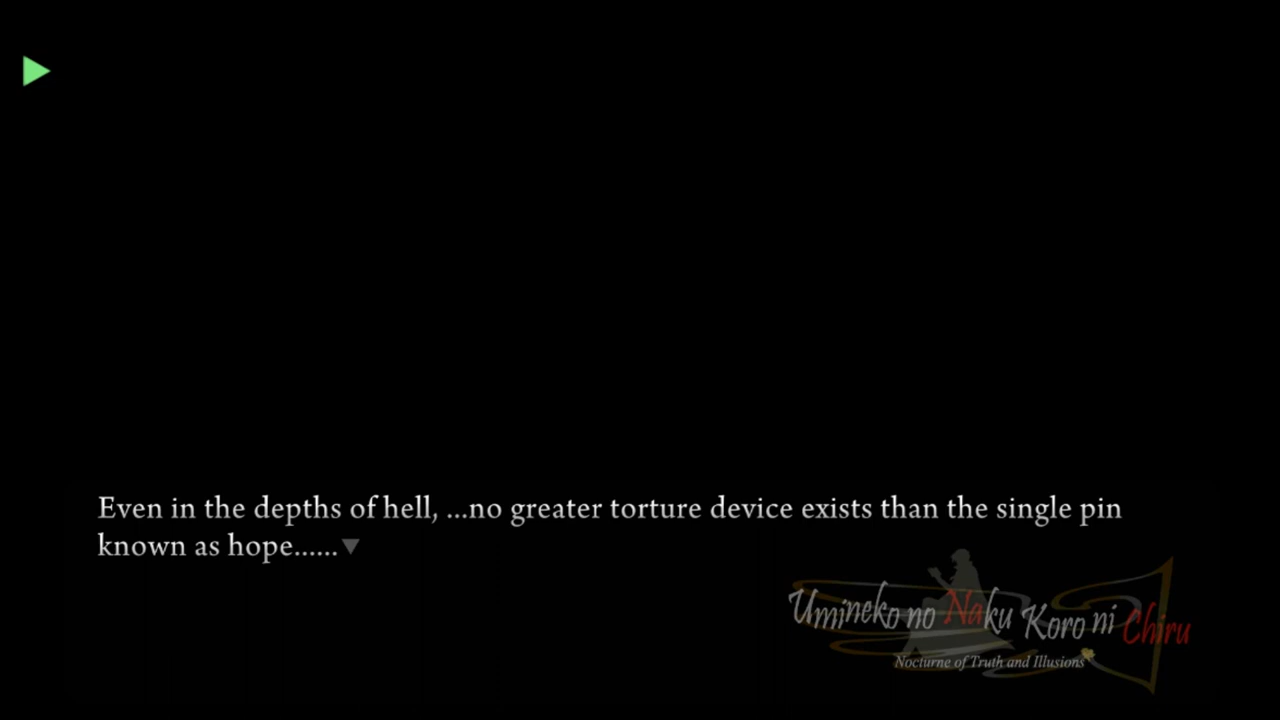 Even in the depths of hell, ...no greater torture device exists than the single pin
known as hope......
Umineko no Naku Koro ni Chiru
Nocturne of Truth and Illusions